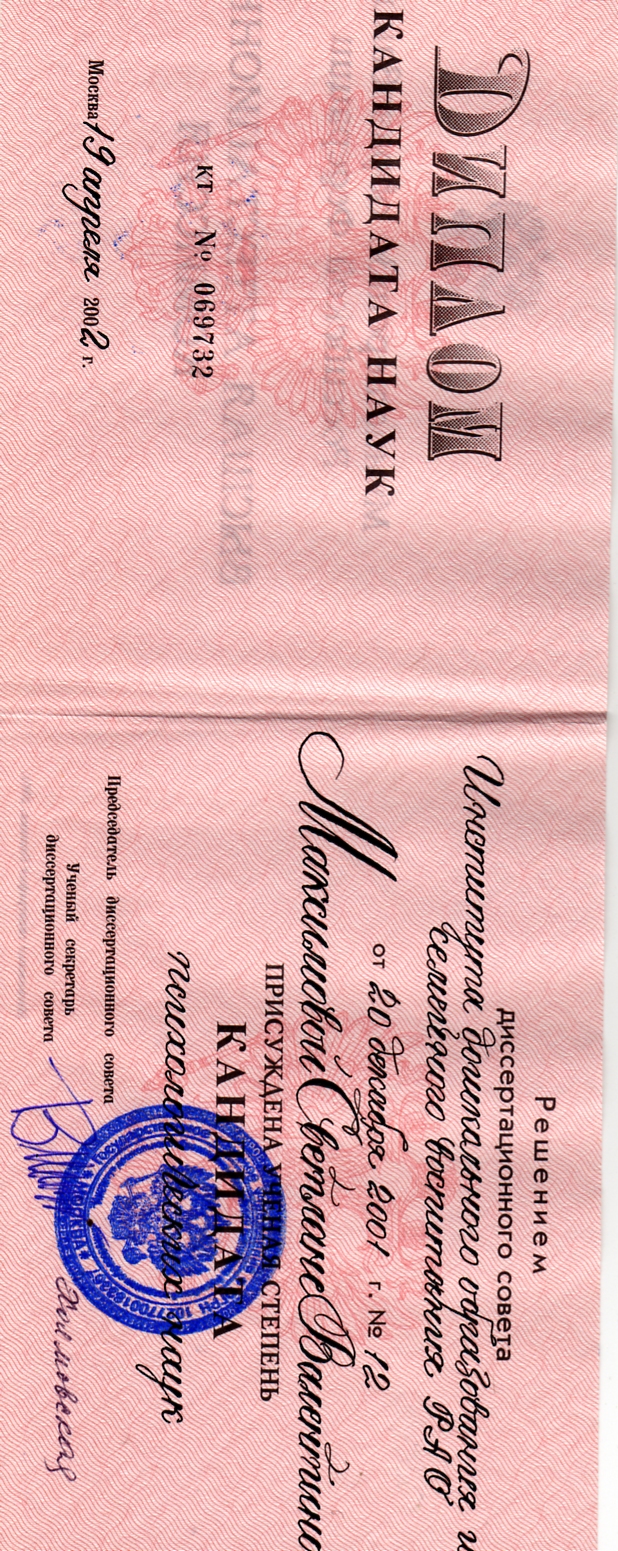 ДИПЛОМ
КАНДИДАТА НАУК
КТ № 069732
Москва 19 апреля 2002 г.
Решением
диссертационного совета
Института дошкольного образования и
семейного воспитания РАО
от 20 декабря 2001 г. № 12
Максимовой Светлане Валентино
ПРИСУЖДЕНА УЧЕНАЯ СТЕПЕНЬ
КАНДИДАТА
психологических наук
Председатель диссертационного совета
Ученый секретарь
диссертационного совета